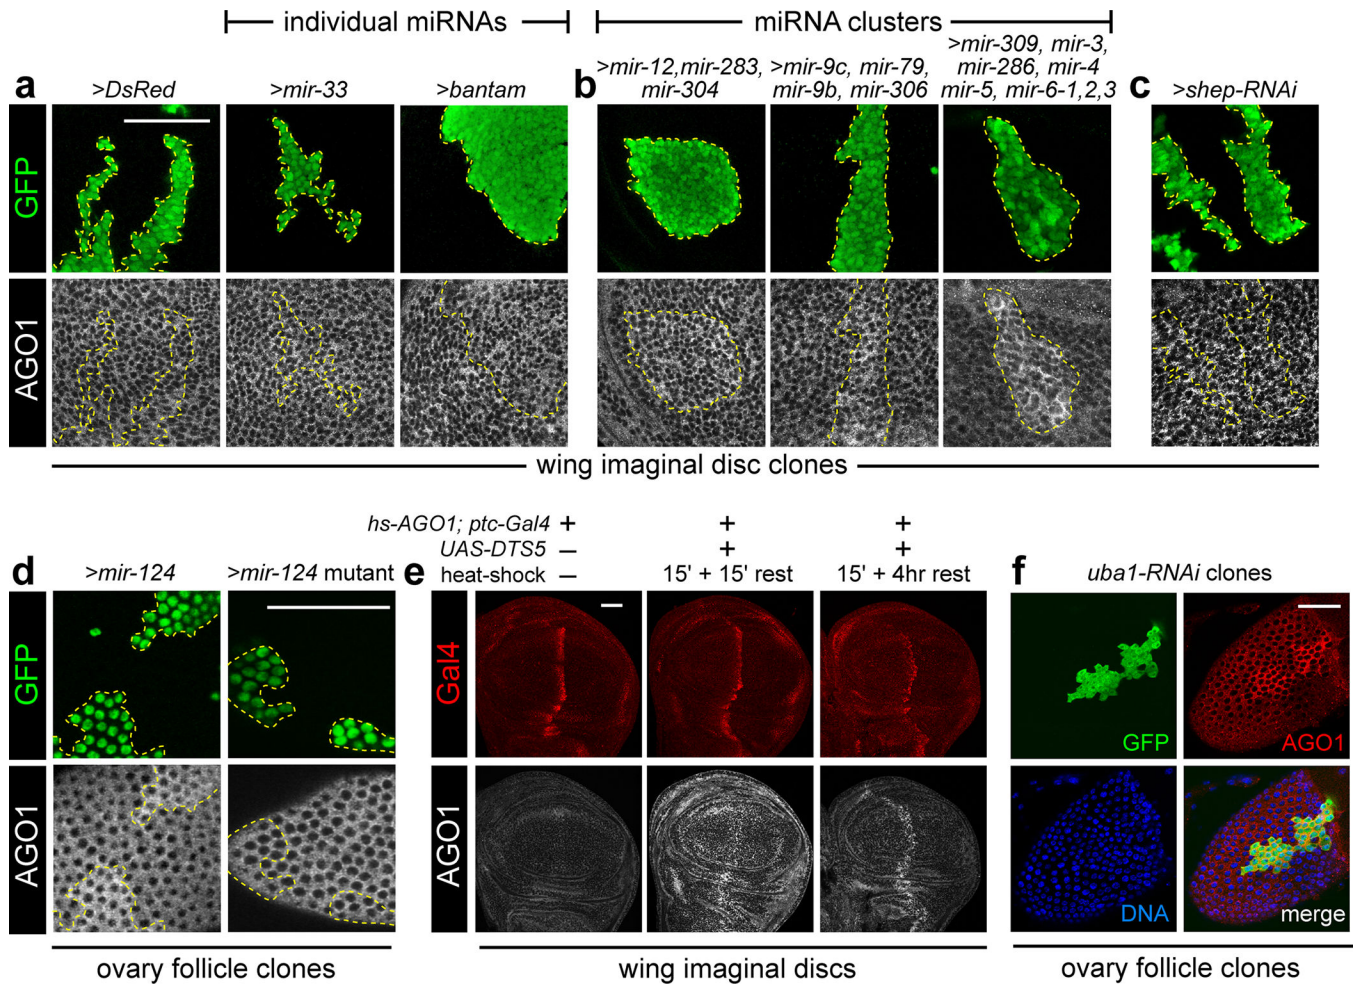 individual miRNAs
miRNA clusters
a
>DsRed
>mir-33
>bantam
b
>mir-12,mir-283,
mir-304
>mir-9c, mir-79,
mir-9b, mir-306
>mir-309, mir-3,
mir-286, mir-4
mir-5, mir-6-1,2,3
c
>shep-RNAi
GFP
AGO1
wing imaginal disc clones
d
>mir-124
>mir-124 mutant
GFP
AGO1
ovary follicle clones
e
hs-AGO1; ptc-Gal4 + + +
UAS-DTS5 – + +
heat-shock – 15' + 15' rest 15' + 4hr rest
Gal4
AGO1
wing imaginal discs
f
uba1-RNAi clones
GFP
AGO1
DNA
merge
ovary follicle clones